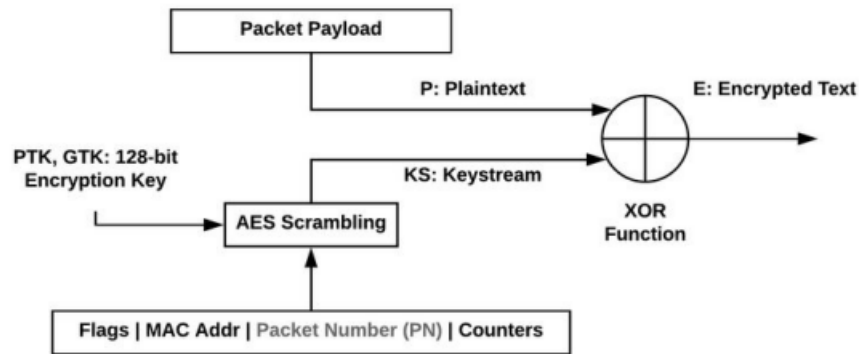 Packet Payload
P: Plaintext
E: Encrypted Text
PTK, GTK: 128-bit
Encryption Key
KS: Keystream
AES Scrambling
XOR
Function
Flags | MAC Addr | Packet Number (PN) | Counters